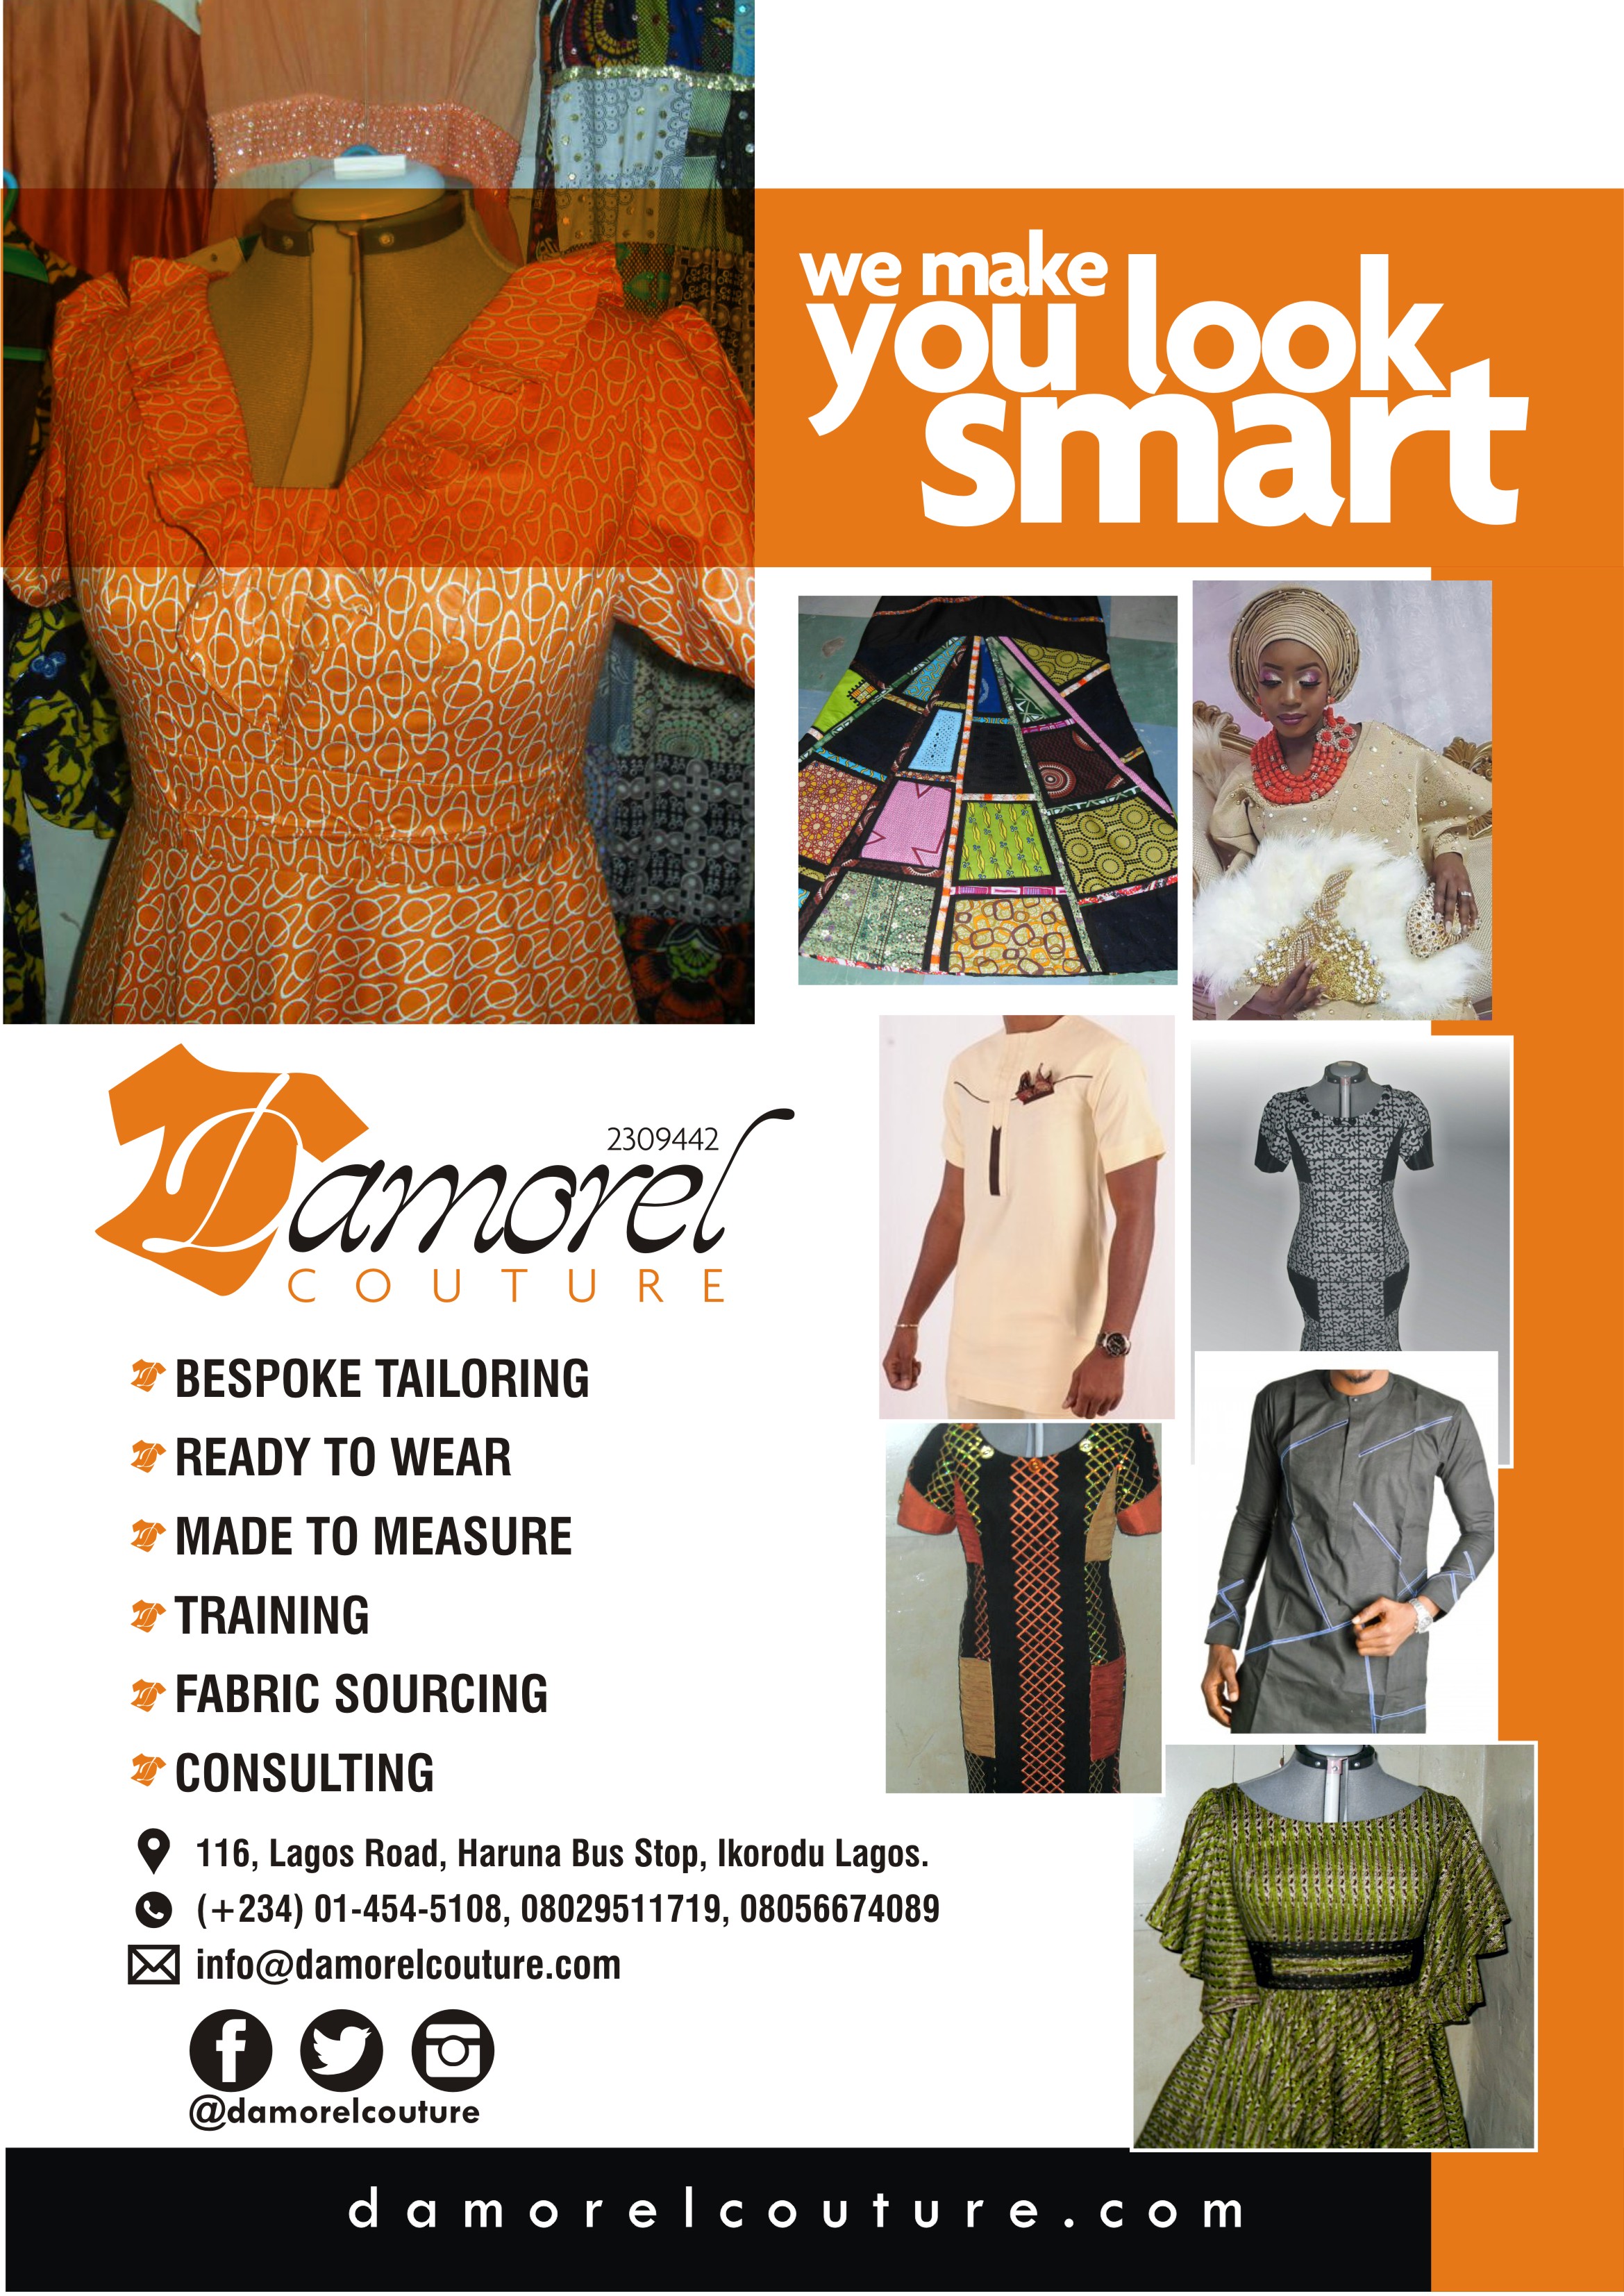 we make
you look
smart
2309442
Damorel
COUTURE
BESPOKE TAILORING
READY TO WEAR
MADE TO MEASURE
TRAINING
FABRIC SOURCING
CONSULTING
116, Lagos Road, Haruna Bus Stop, Ikorodu Lagos.
(+234) 01-454-5108, 08029511719, 08056674089
info@damorelcouture.com
@damorelcouture
damorelcouture.com